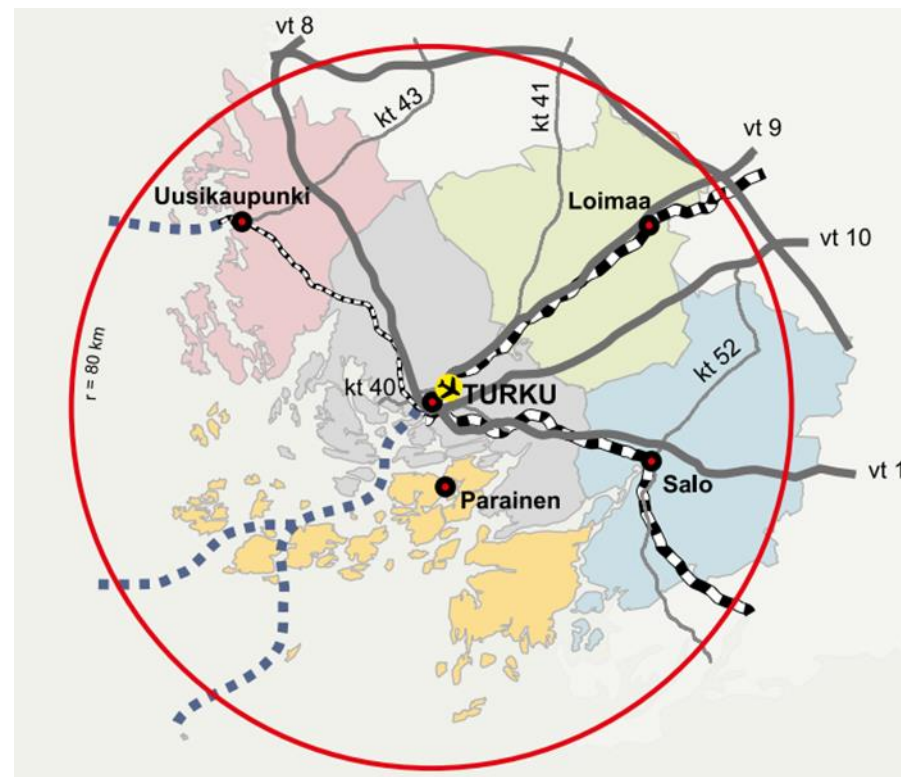 vt 8
kt 43
kt 41
vt 9
Uusikaupunki
Loimaa
vt 10
r = 80 km
kt 52
kt 40
TURKU
Salo
vt 1
Parainen